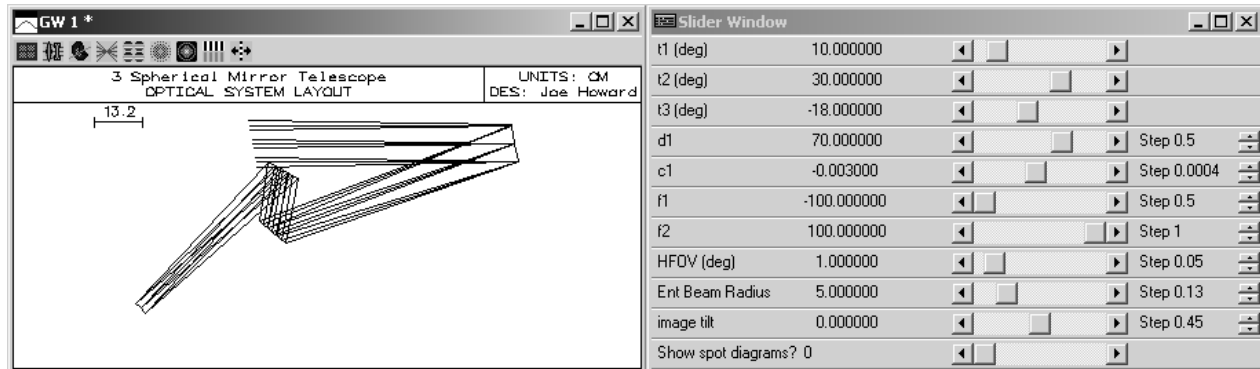 GW 1 *
3 Spherical Mirror Telescope
OPTICAL SYSTEM LAYOUT
UNITS: CM
DES: Joe Howard
13.2
Slider Window
t1 (deg) 10.000000
t2 (deg) 30.000000
t3 (deg) -18.000000
d1 70.000000 Step 0.5
c1 -0.003000 Step 0.0004
f1 -100.000000 Step 0.5
f2 100.000000 Step 1
HFOV (deg) 1.000000 Step 0.05
Ent Beam Radius 5.000000 Step 0.13
image tilt 0.000000 Step 0.45
Show spot diagrams? 0